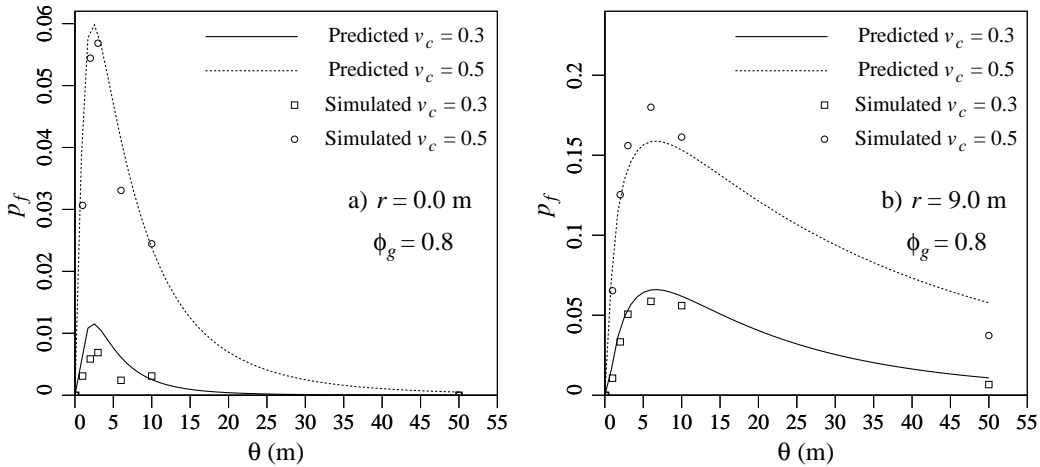 Predicted v_c = 0.3
Predicted v_c = 0.5
Simulated v_c = 0.3
Simulated v_c = 0.5
a) r = 0.0 m
ϕ_g = 0.8
p_f
0 0.01 0.02 0.03 0.04 0.05 0.06
0 5 10 15 20 25 30 35 40 45 50 55
θ (m)
Predicted v_c = 0.3
Predicted v_c = 0.5
Simulated v_c = 0.3
Simulated v_c = 0.5
b) r = 9.0 m
ϕ_g = 0.8
p_f
0 0.05 0.1 0.15 0.2
0 5 10 15 20 25 30 35 40 45 50 55
θ (m)